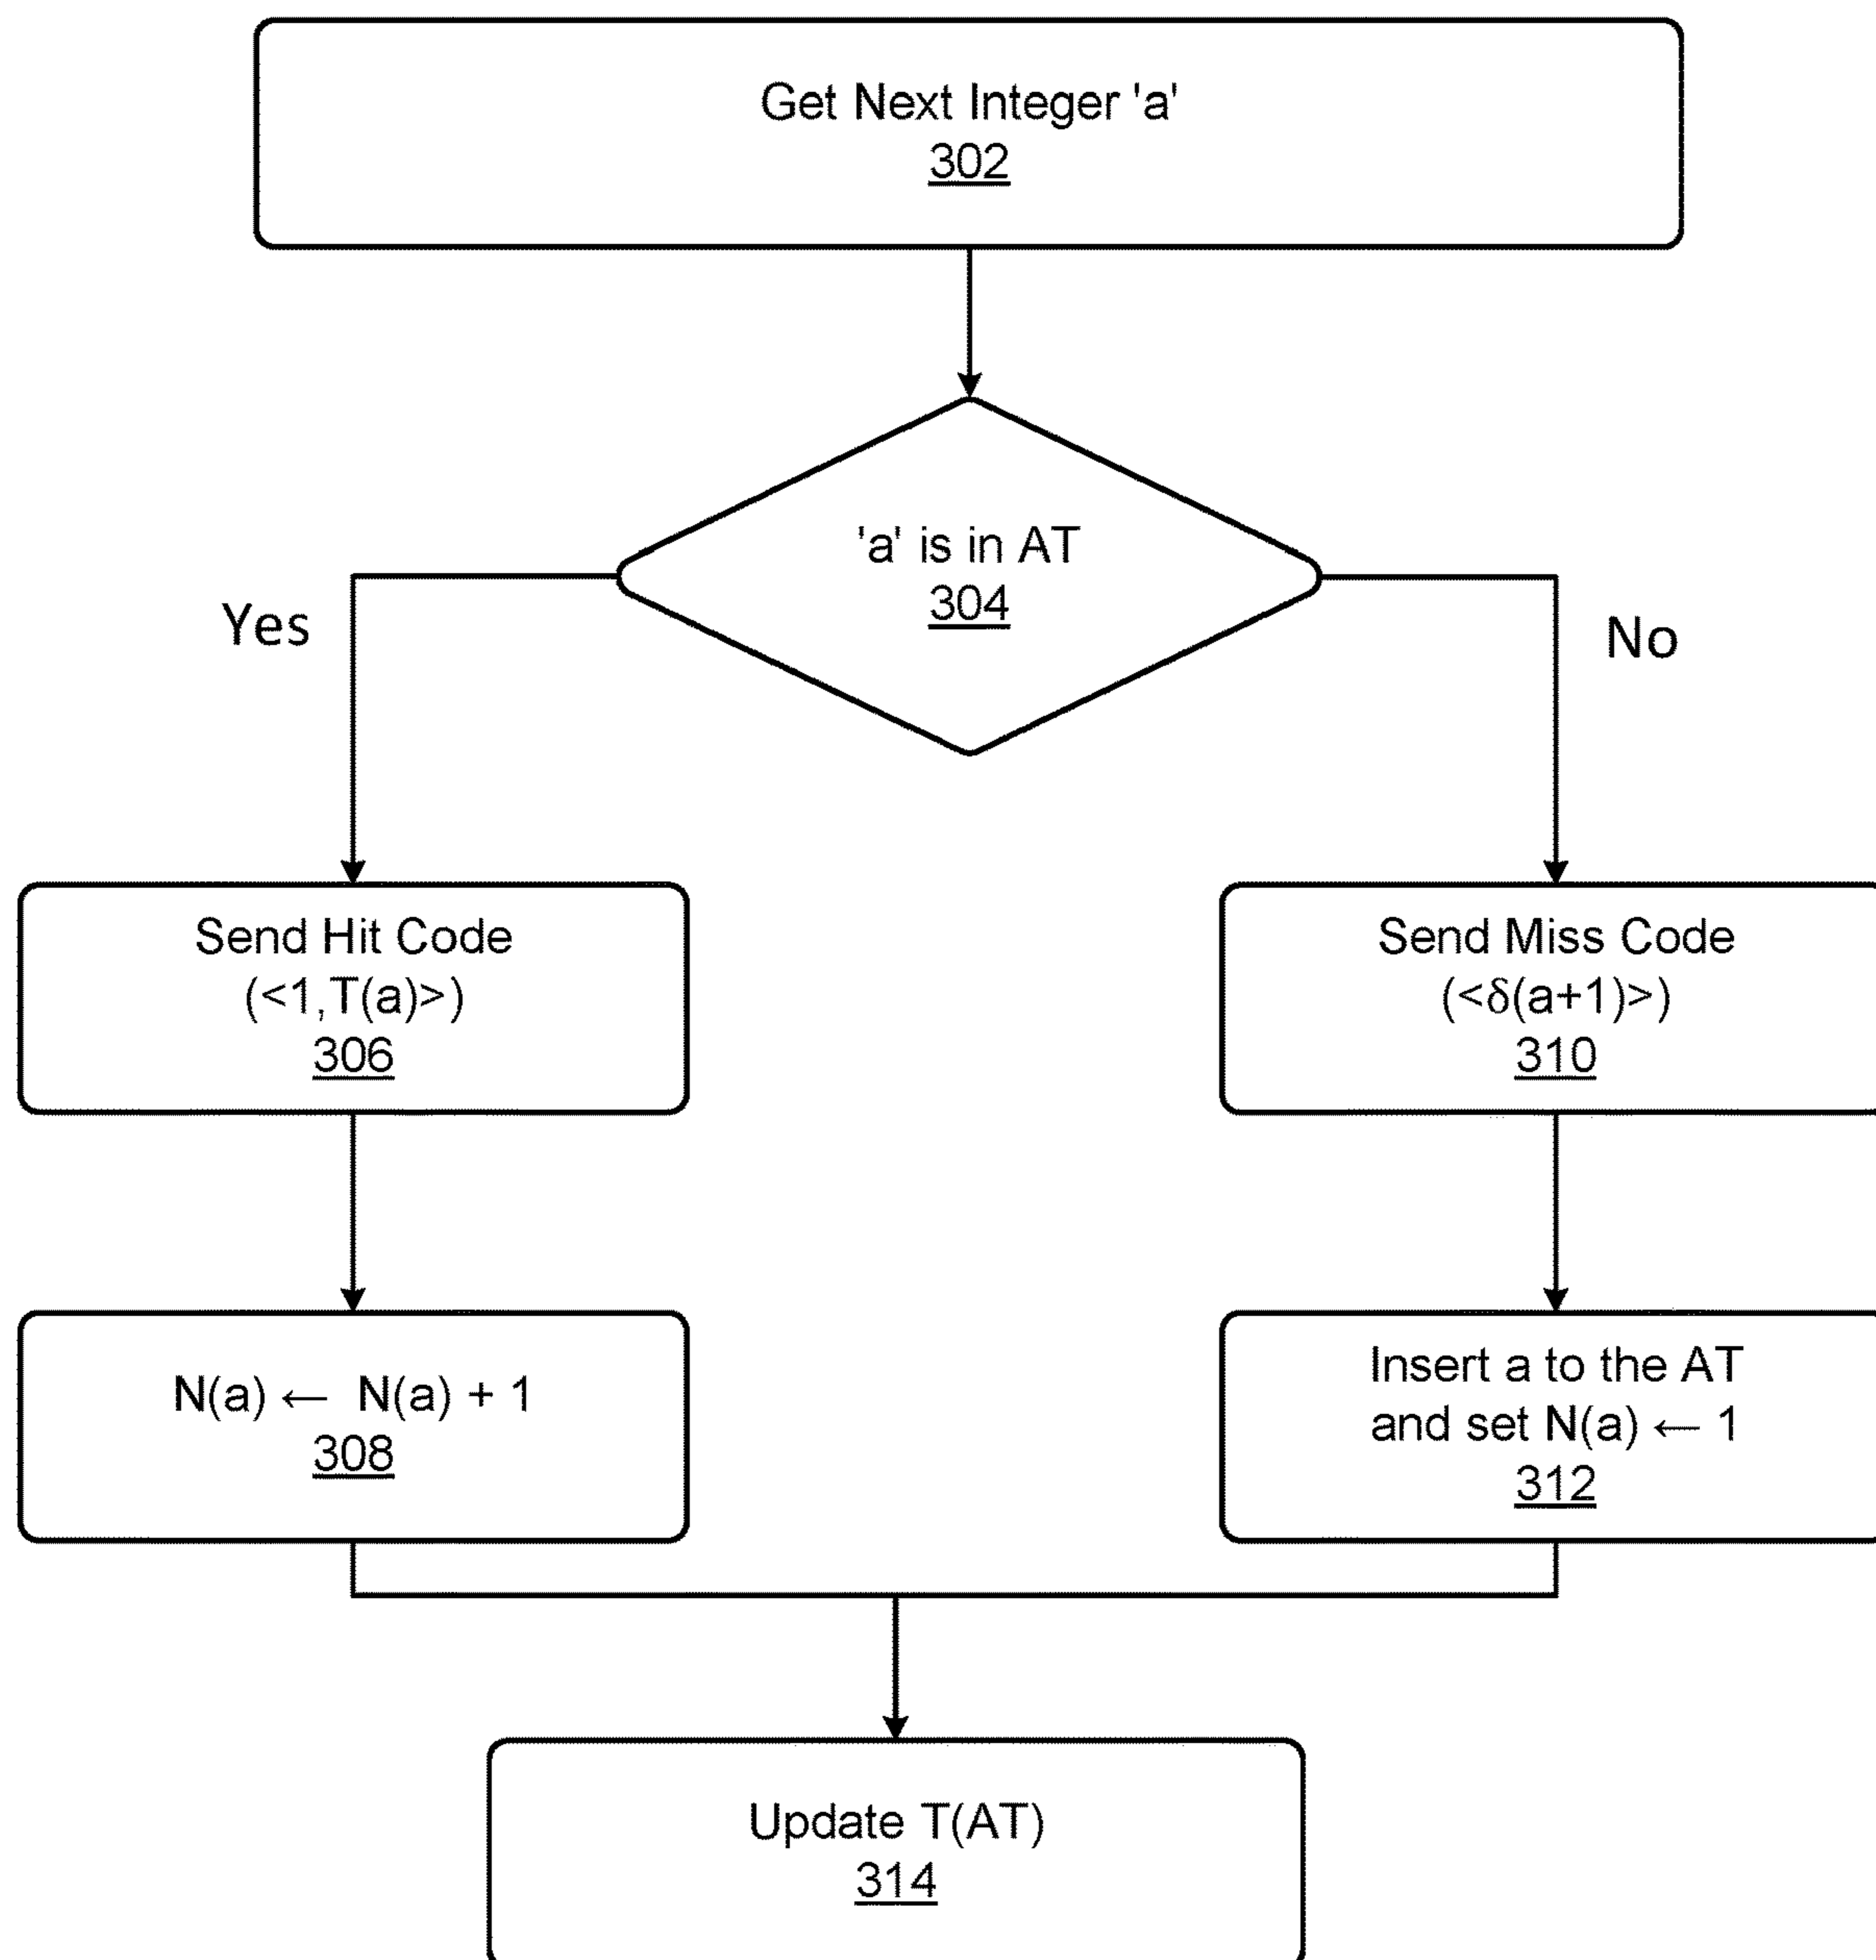 Get Next Integer 'a'
302
'a' is in AT
304
Yes
No
Send Hit Code
(<1,T(a)>)
306
Send Miss Code
(<δ(a+1)>)
310
N(a) ← N(a) + 1
308
Insert a to the AT
and set N(a) ← 1
312
Update T(AT)
314